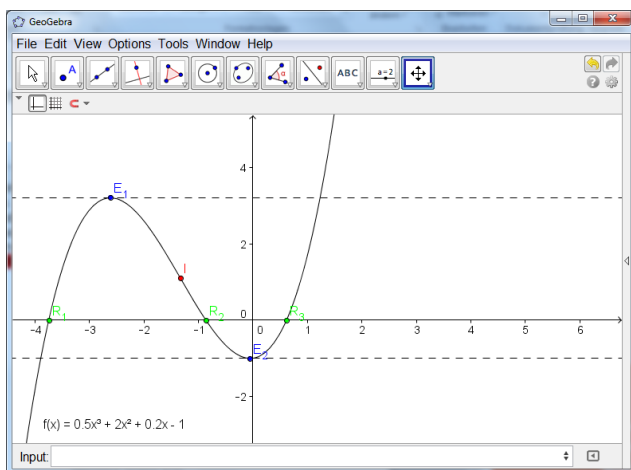 GeoGebra
File Edit View Options Tools Window Help
A α ABC a=2
4
E₁
2
I
R₁ R₂ 0 R₃
-4 -3 -2 -1 0 1 2 3 4 5 6
E₂
-2
f(x) = 0.5x³ + 2x² + 0.2x - 1
Input: